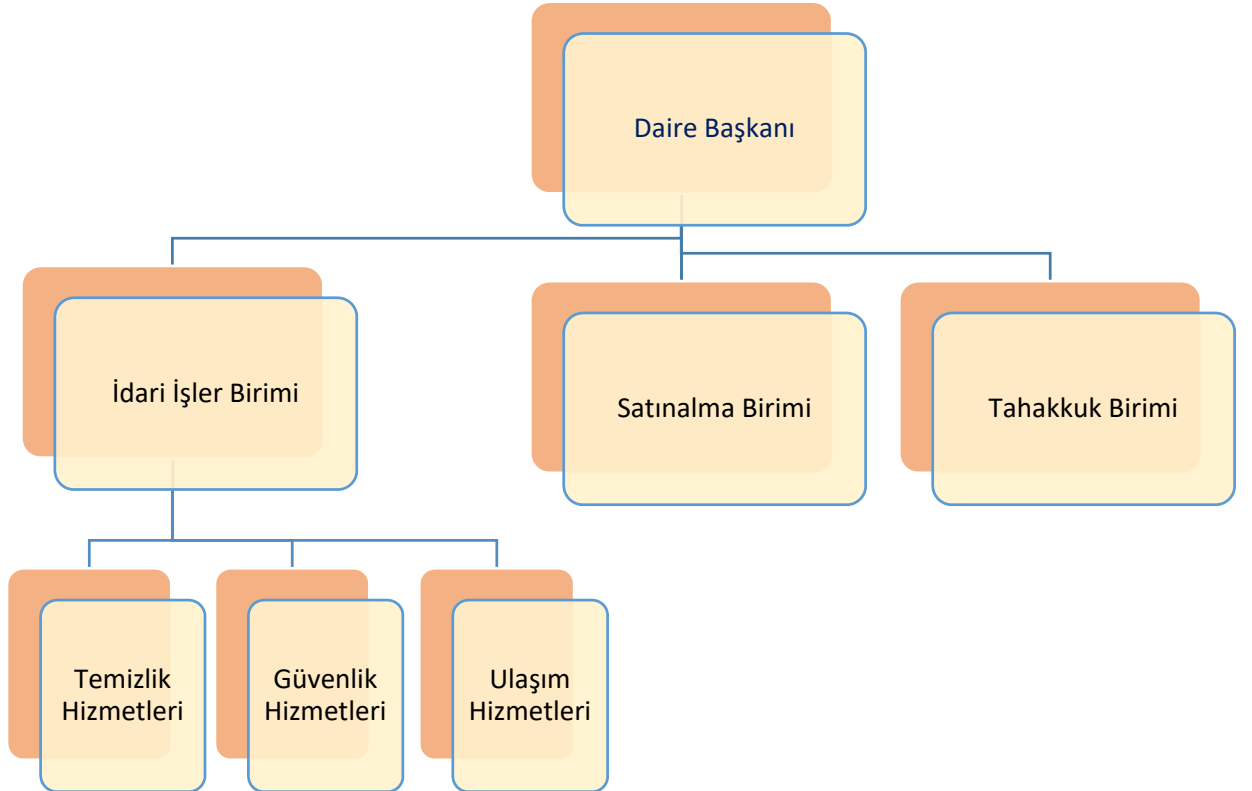 Daire Başkanı
İdari İşler Birimi
Satınalma Birimi
Tahakkuk Birimi
Temizlik
Hizmetleri
Güvenlik
Hizmetleri
Ulaşım
Hizmetleri